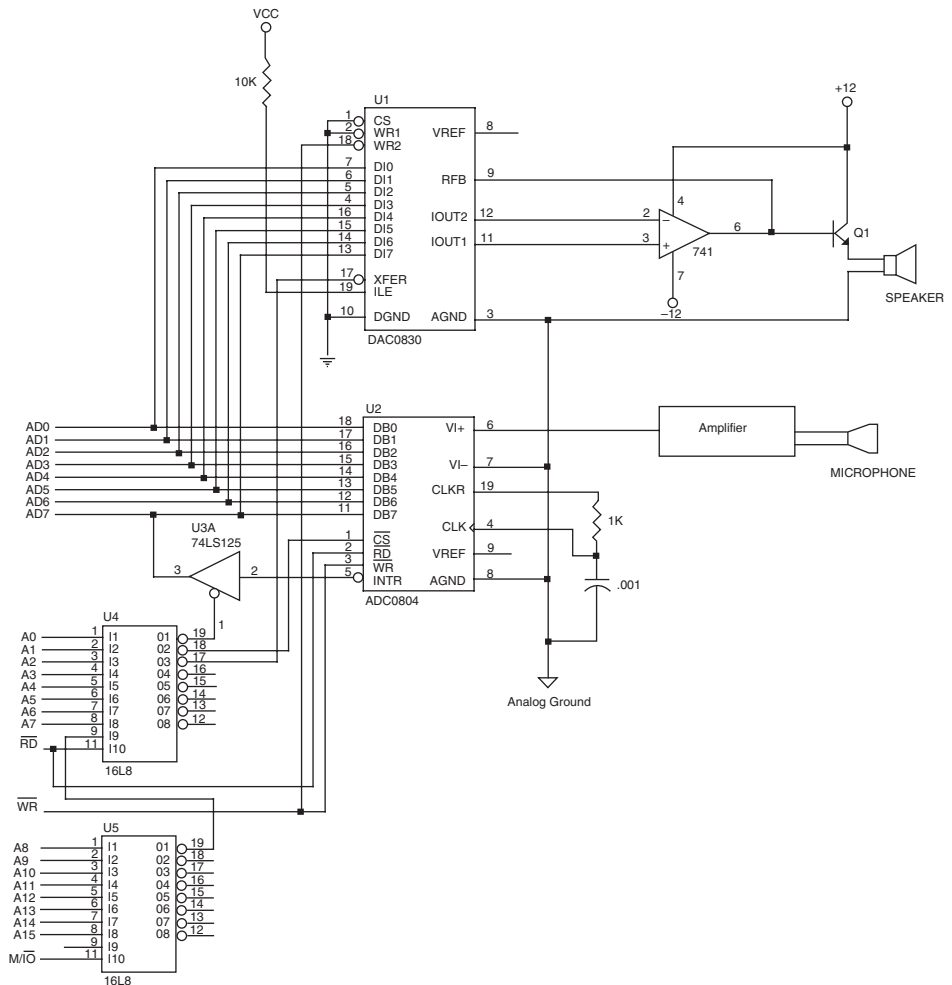 VCC
10K
U1
1 CS
2 WR1
18 WR2
7 DI0
6 DI1
5 DI2
4 DI3
16 DI4
15 DI5
14 DI6
13 DI7
17 XFER
19 ILE
10 DGND
VREF 8
RFB 9
IOUT2 12
IOUT1 11
AGND 3
DAC0830
+12
4
2 −
3 +
6
741
7
−12
Q1
SPEAKER
U2
AD0 18 DB0
AD1 17 DB1
AD2 16 DB2
AD3 15 DB3
AD4 14 DB4
AD5 13 DB5
AD6 12 DB6
AD7 11 DB7
1 CS
2 RD
3 WR
5 INTR
VI+ 6
VI− 7
CLKR 19
CLK 4
VREF 9
AGND 8
ADC0804
Amplifier
MICROPHONE
1K
.001
Analog Ground
U3A
74LS125
3 2
1
U4
A0 1 I1 01 19
A1 2 I2 02 18
A2 3 I3 03 17
A3 4 I4 04 16
A4 5 I5 05 15
A5 6 I6 06 14
A6 7 I7 07 13
A7 8 I8 08 12
9 I9
RD 11 I10
16L8
WR
U5
A8 1 I1 01 19
A9 2 I2 02 18
A10 3 I3 03 17
A11 4 I4 04 16
A12 5 I5 05 15
A13 6 I6 06 14
A14 7 I7 07 13
A15 8 I8 08 12
9 I9
M/IO 11 I10
16L8